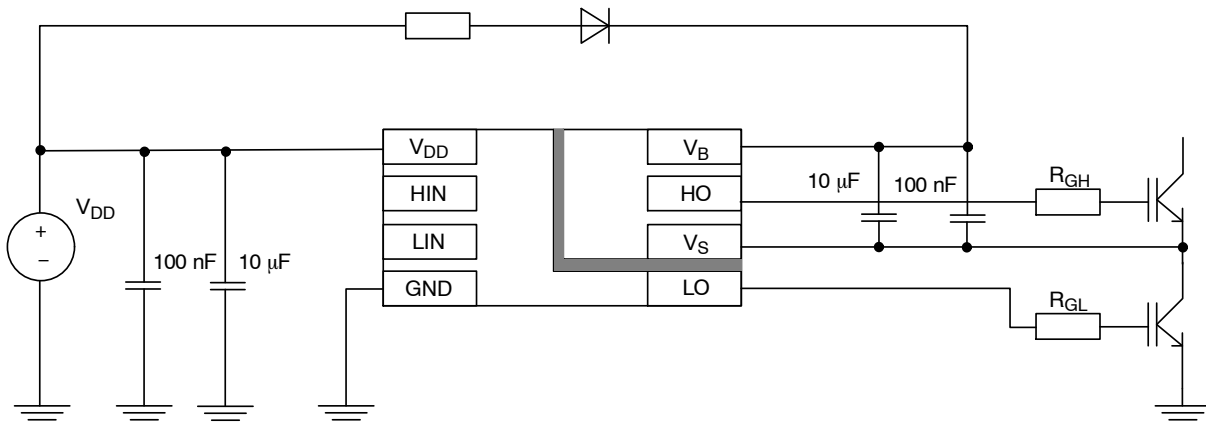 V_DD
V_B
HIN
HO
10 µF
100 nF
R_GH
V_DD
+
−
LIN
V_S
100 nF
10 µF
GND
LO
R_GL